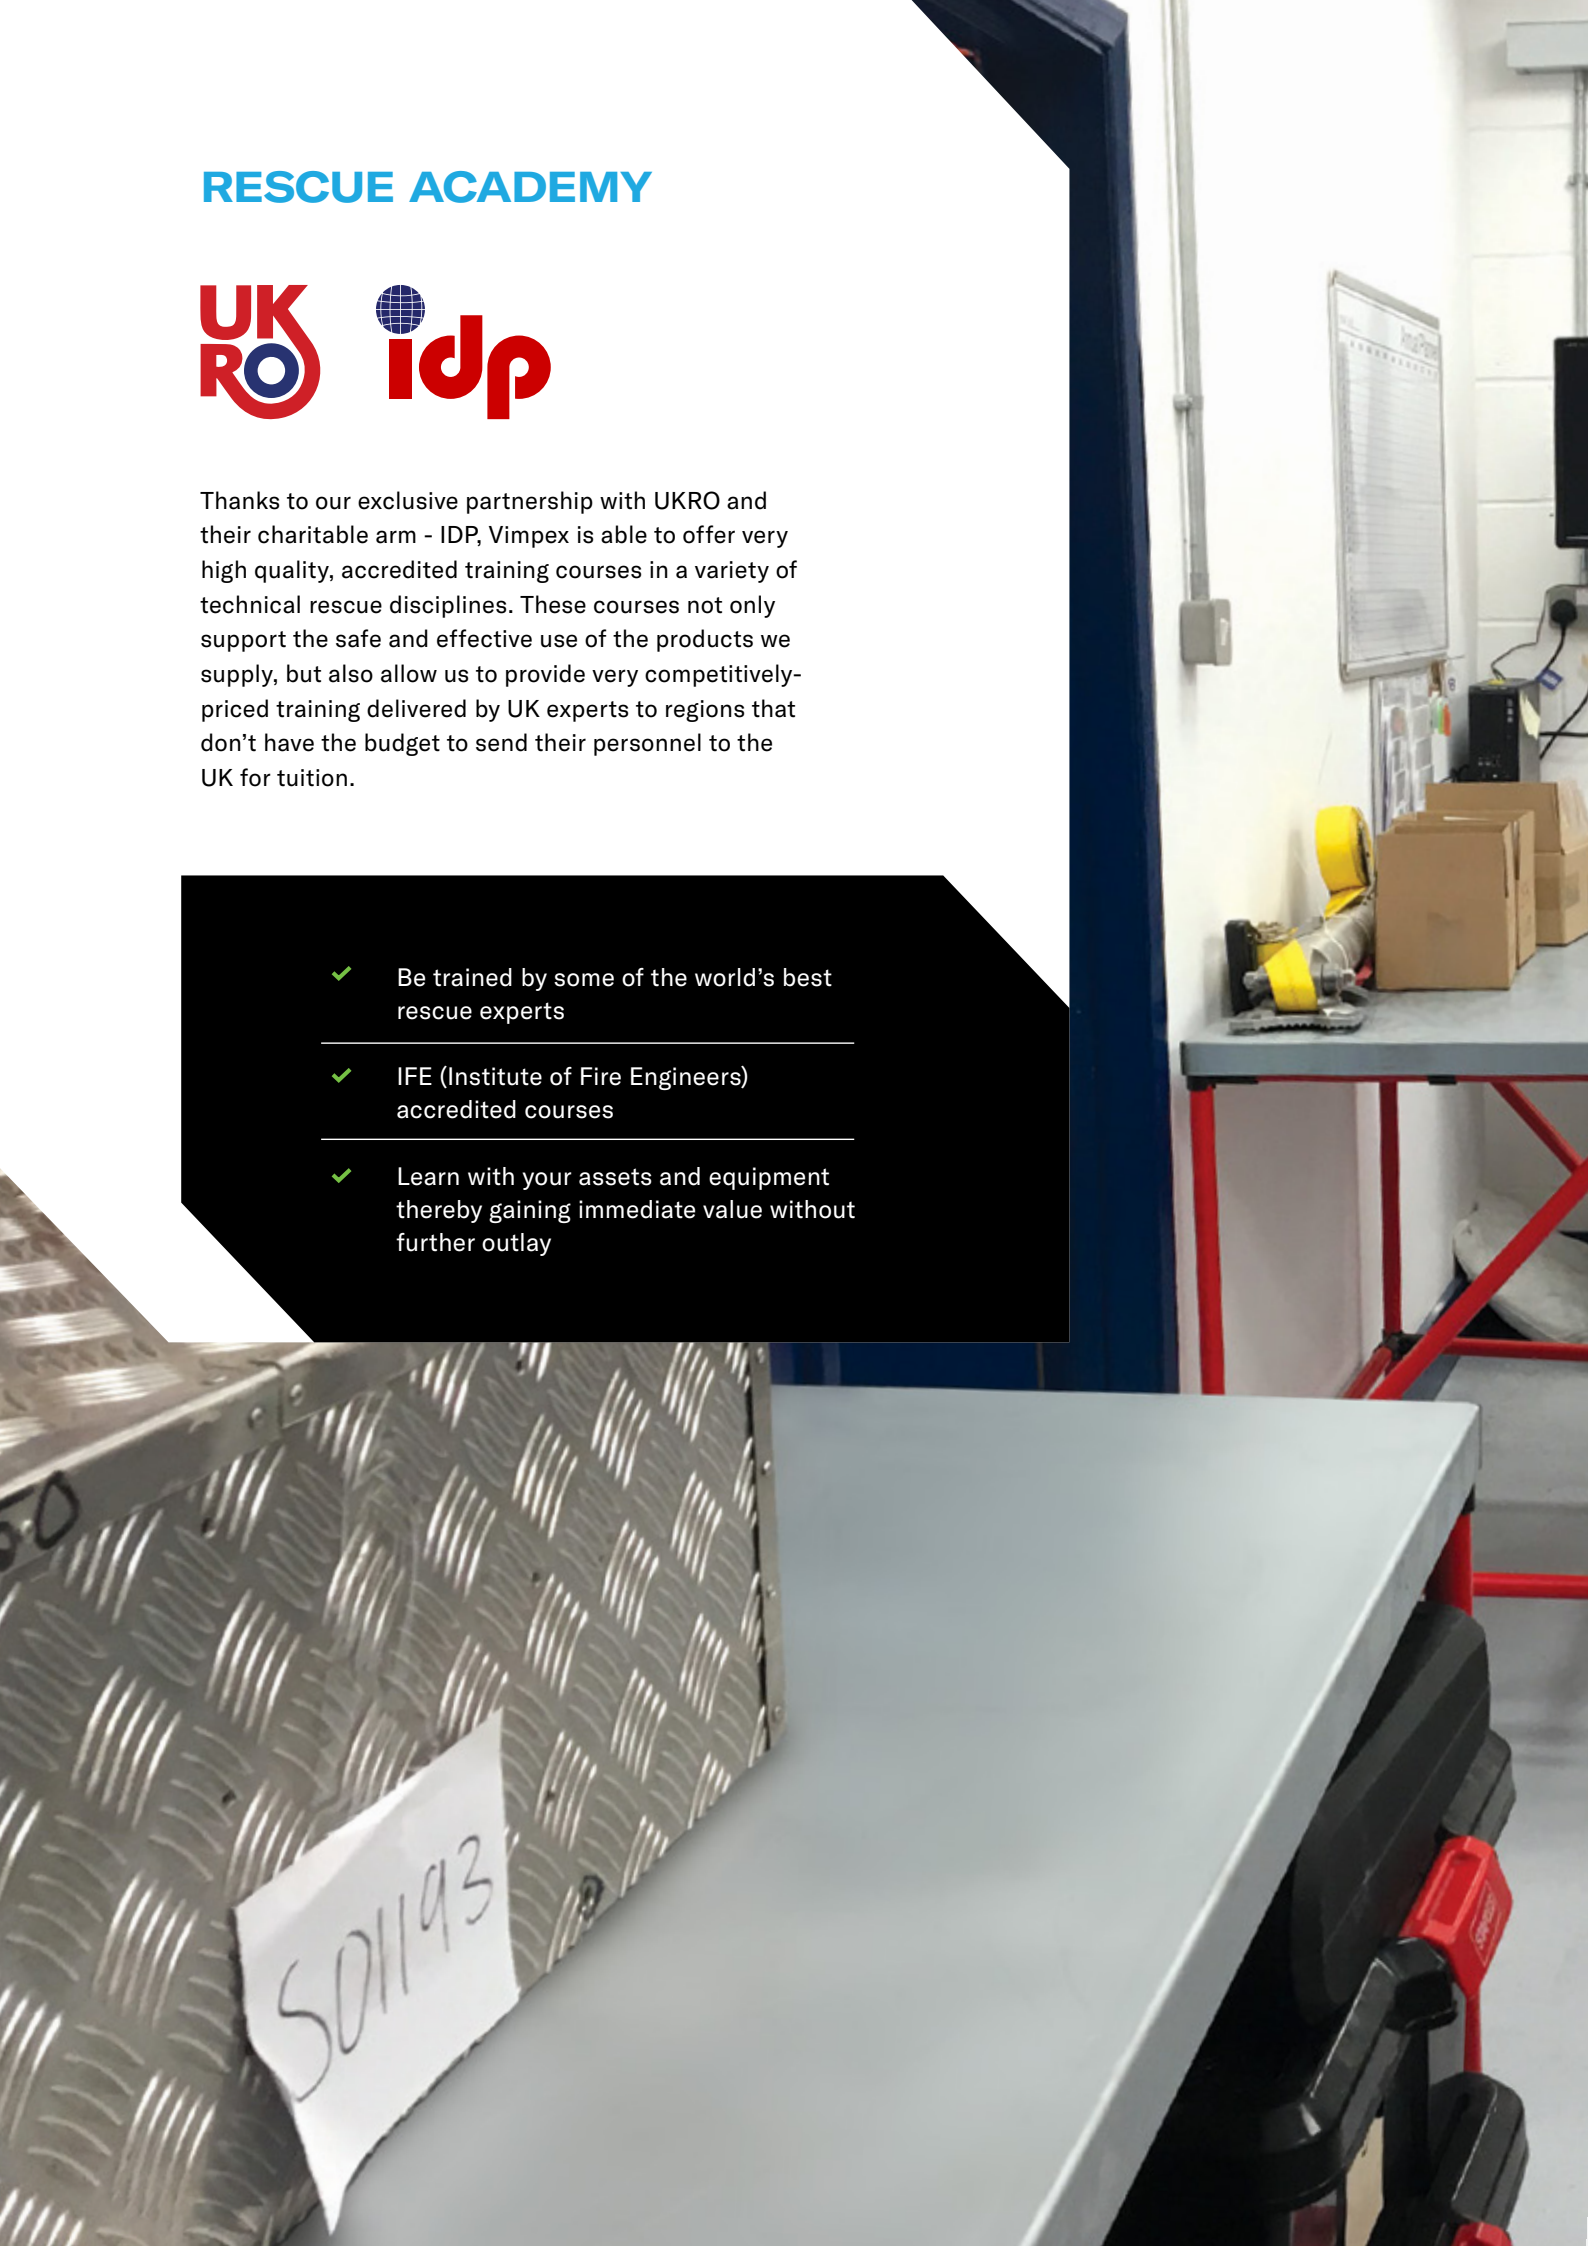 RESCUE ACADEMY
UK
RO
idp
Thanks to our exclusive partnership with UKRO and
their charitable arm - IDP, Vimpex is able to offer very
high quality, accredited training courses in a variety of
technical rescue disciplines. These courses not only
support the safe and effective use of the products we
supply, but also allow us to provide very competitively-
priced training delivered by UK experts to regions that
don’t have the budget to send their personnel to the
UK for tuition.
Be trained by some of the world’s best
rescue experts
IFE (Institute of Fire Engineers)
accredited courses
Learn with your assets and equipment
thereby gaining immediate value without
further outlay
SO1193